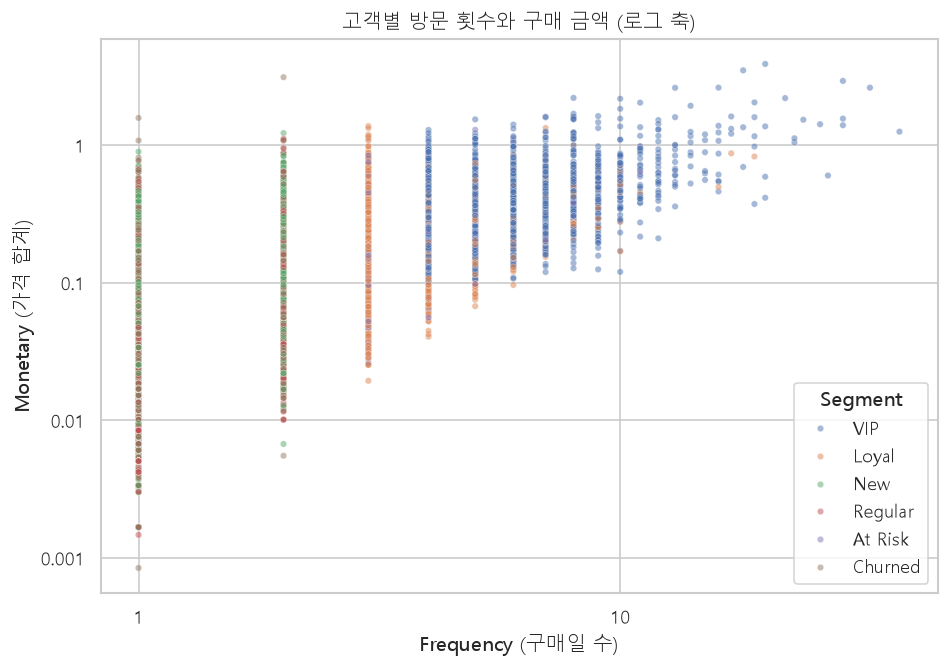 고객별 방문 횟수와 구매 금액 (로그 축)
Monetary (가격 합계)
1
0.1
0.01
0.001
Segment
VIP
Loyal
New
Regular
At Risk
Churned
1
10
Frequency (구매일 수)